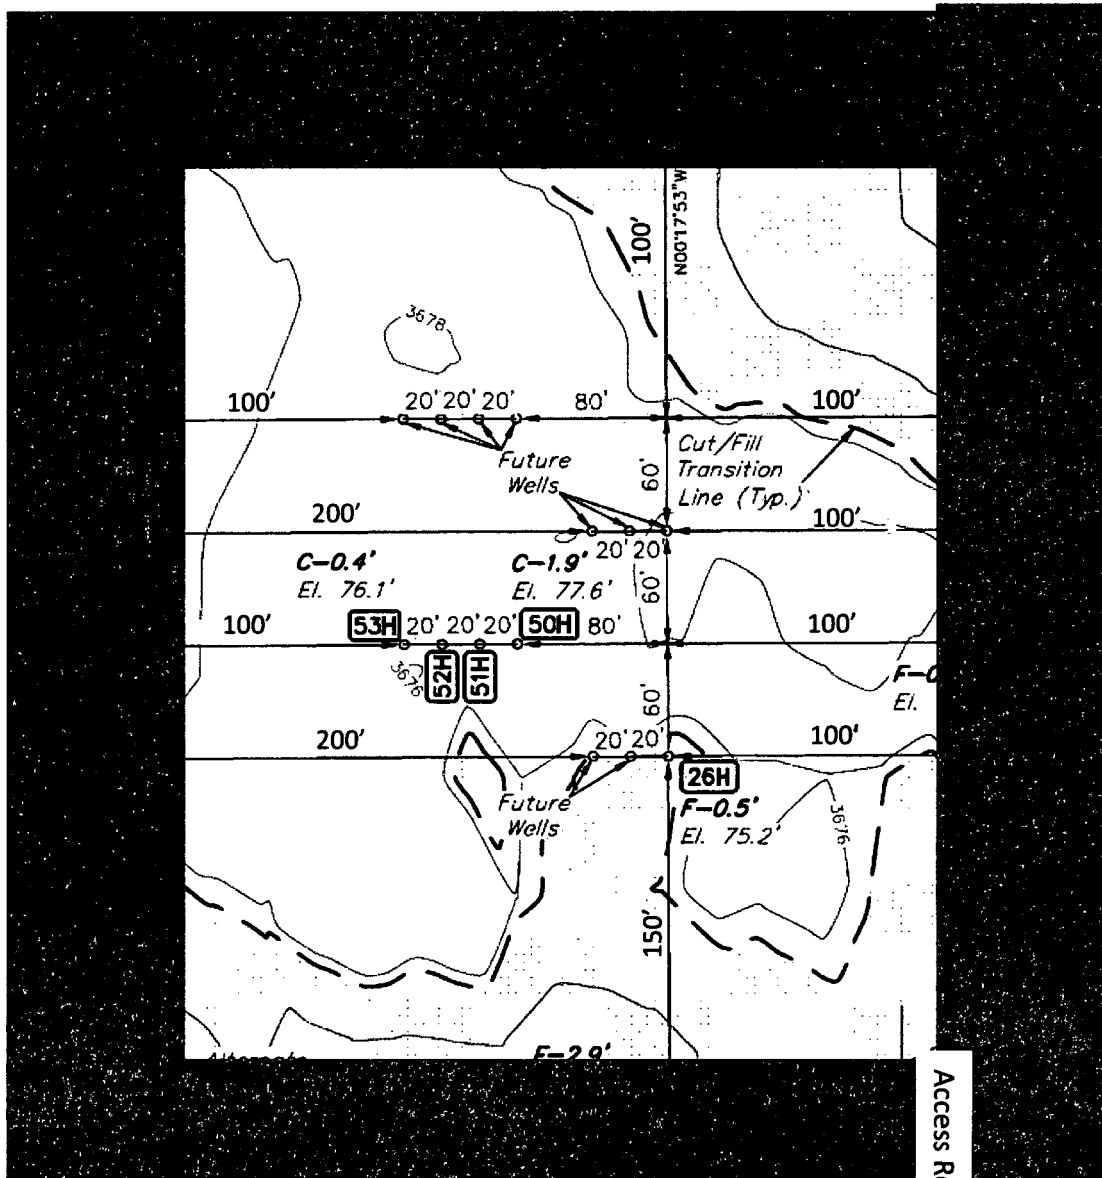 N00°17'53"W
100'
3678
100'
20' 20' 20'
80'
100'
Future
Wells
60'
Cut/Fill
Transition
Line (Typ.)
200'
20' 20'
100'
C-0.4'
El. 76.1'
C-1.9'
El. 77.6'
60'
100'
53H
20' 20' 20'
50H
80'
100'
3676
52H
51H
60'
F-0
El.
200'
20' 20'
100'
26H
Future
Wells
F-0.5'
El. 75.2'
3676
150'
F-2.9'
Access R